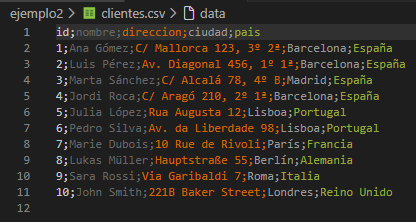 ejemplo2 > clientes.csv > data
1 id;nombre;direccion;ciudad;pais
2 1;Ana Gómez;C/ Mallorca 123, 3º 2ª;Barcelona;España
3 2;Luis Pérez;Av. Diagonal 456, 1º 1ª;Barcelona;España
4 3;Marta Sánchez;C/ Alcalá 78, 4º B;Madrid;España
5 4;Jordi Roca;C/ Aragó 210, 2º 1ª;Barcelona;España
6 5;Julia López;Rua Augusta 12;Lisboa;Portugal
7 6;Pedro Silva;Av. da Liberdade 98;Lisboa;Portugal
8 7;Marie Dubois;10 Rue de Rivoli;París;Francia
9 8;Lukas Müller;Hauptstraße 55;Berlín;Alemania
10 9;Sara Rossi;Via Garibaldi 7;Roma;Italia
11 10;John Smith;221B Baker Street;Londres;Reino Unido
12